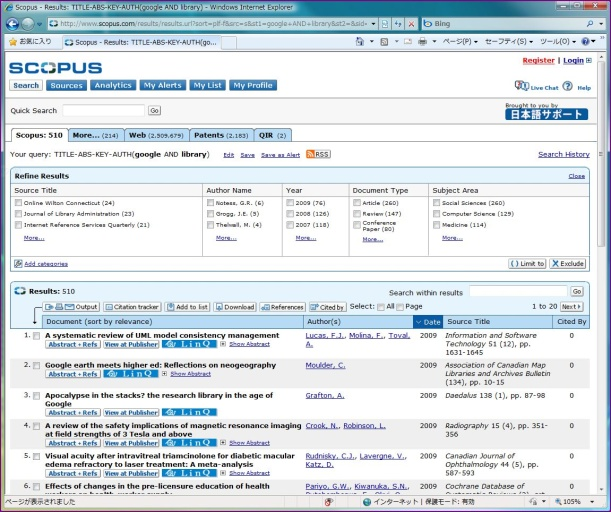 Scopus - Results: TITLE-ABS-KEY-AUTH(google AND library) - Windows Internet Explorer
http://www.scopus.com/results/results.url?sort=plf-f&src=s&st1=google+AND+library&st2=&sid=
Bing
お気に入り
Scopus - Results: TITLE-ABS-KEY-AUTH(go...
ページ(P) セーフティ(S) ツール(O)
SCOPUS
Register | Login
Search Sources Analytics My Alerts My List My Profile
Live Chat Help
Quick Search Go
Brought to you by
日本語サポート
Scopus: 510 More... (214) Web (2,309,679) Patents (2,183) QIR (2)
Your query: TITLE-ABS-KEY-AUTH(google AND library) Edit Save Save as Alert RSS Search History
Refine Results Close
Source Title Author Name Year Document Type Subject Area
Online Wilton Connecticut (24) Notess, G.R. (6) 2009 (76) Article (260) Social Sciences (260)
Journal of Library Administration (23) Grogg, J.E. (5) 2008 (126) Review (147) Computer Science (129)
Internet Reference Services Quarterly (21) Thelwall, M. (4) 2007 (118) Conference Paper (80) Medicine (114)
More... More... More... More... More...
Add categories Limit to Exclude
Results: 510 Search within results Go
Output Citation tracker Add to list Download References Cited by Select: All Page 1 to 20 Next
Document (sort by relevance) Author(s) Date Source Title Cited By
1. A systematic review of UML model consistency management Lucas, F.J., Molina, F., Toval, A. 2009 Information and Software Technology 51 (12), pp. 1631-1645 0
Abstract + Refs View at Publisher LinQ Show Abstract
2. Google earth meets higher ed: Reflections on neogeography Moulder, C. 2009 Association of Canadian Map Libraries and Archives Bulletin (134), pp. 10-15 0
Abstract + Refs LinQ Show Abstract
3. Apocalypse in the stacks? the research library in the age of Google Grafton, A. 2009 Daedalus 138 (1), pp. 87-98 0
Abstract + Refs View at Publisher LinQ
4. A review of the safety implications of magnetic resonance imaging at field strengths of 3 Tesla and above Crook, N., Robinson, L. 2009 Radiography 15 (4), pp. 351-356 0
Abstract + Refs View at Publisher LinQ Show Abstract
5. Visual acuity after intravitreal triamcinolone for diabetic macular edema refractory to laser treatment: A meta-analysis Rudnisky, C.J., Lavergne, V., Katz, D. 2009 Canadian Journal of Ophthalmology 44 (5), pp. 587-593 0
Abstract + Refs View at Publisher LinQ Show Abstract
6. Effects of changes in the pre-licensure education of health Pariyo, G.W., Kiwanuka, S.N., 2009 Cochrane Database of 0
ページが表示されました インターネット | 保護モード: 有効 105%